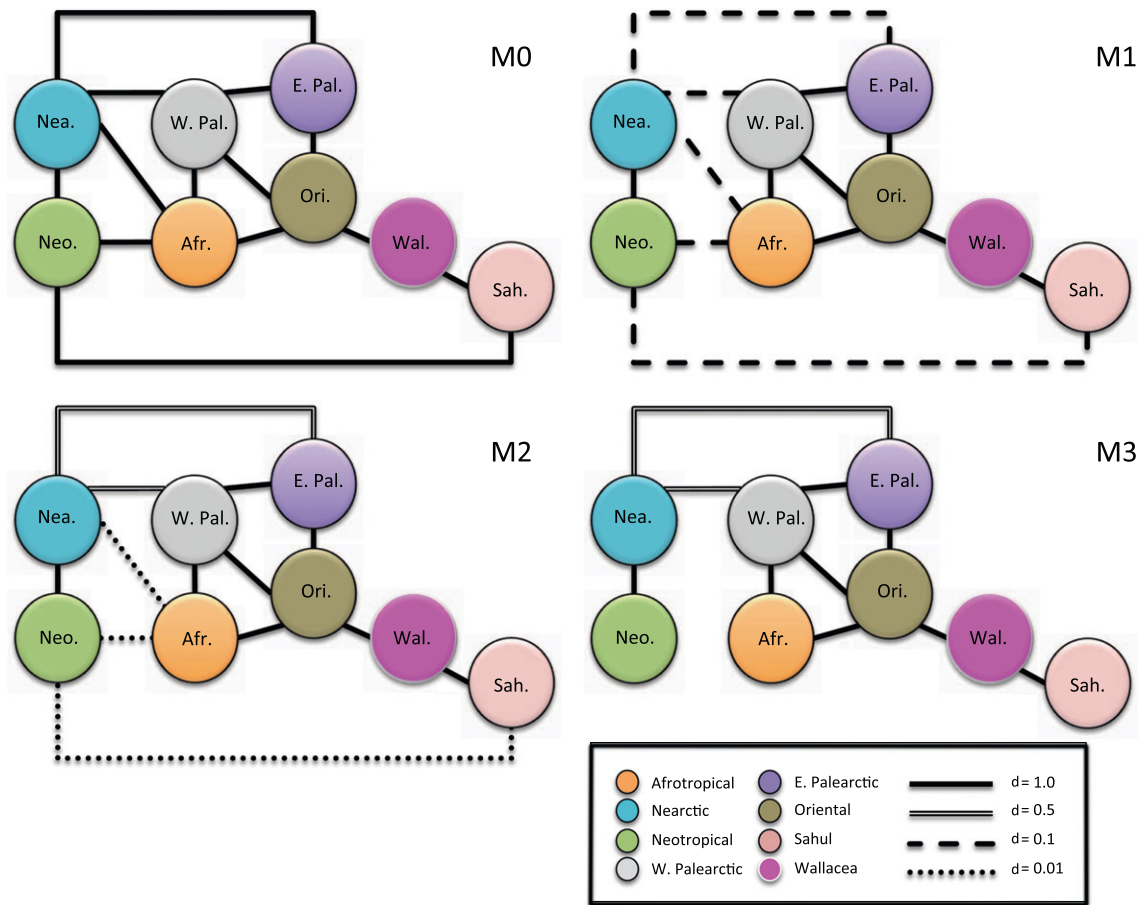 M0
E. Pal.
Nea.
W. Pal.
Ori.
Neo.
Afr.
Wal.
Sah.
M1
E. Pal.
Nea.
W. Pal.
Ori.
Neo.
Afr.
Wal.
Sah.
M2
E. Pal.
Nea.
W. Pal.
Ori.
Neo.
Afr.
Wal.
Sah.
M3
E. Pal.
Nea.
W. Pal.
Ori.
Neo.
Afr.
Wal.
Sah.
Afrotropical
E. Palearctic
d= 1.0
Nearctic
Oriental
d= 0.5
Neotropical
Sahul
d= 0.1
W. Palearctic
Wallacea
d= 0.01